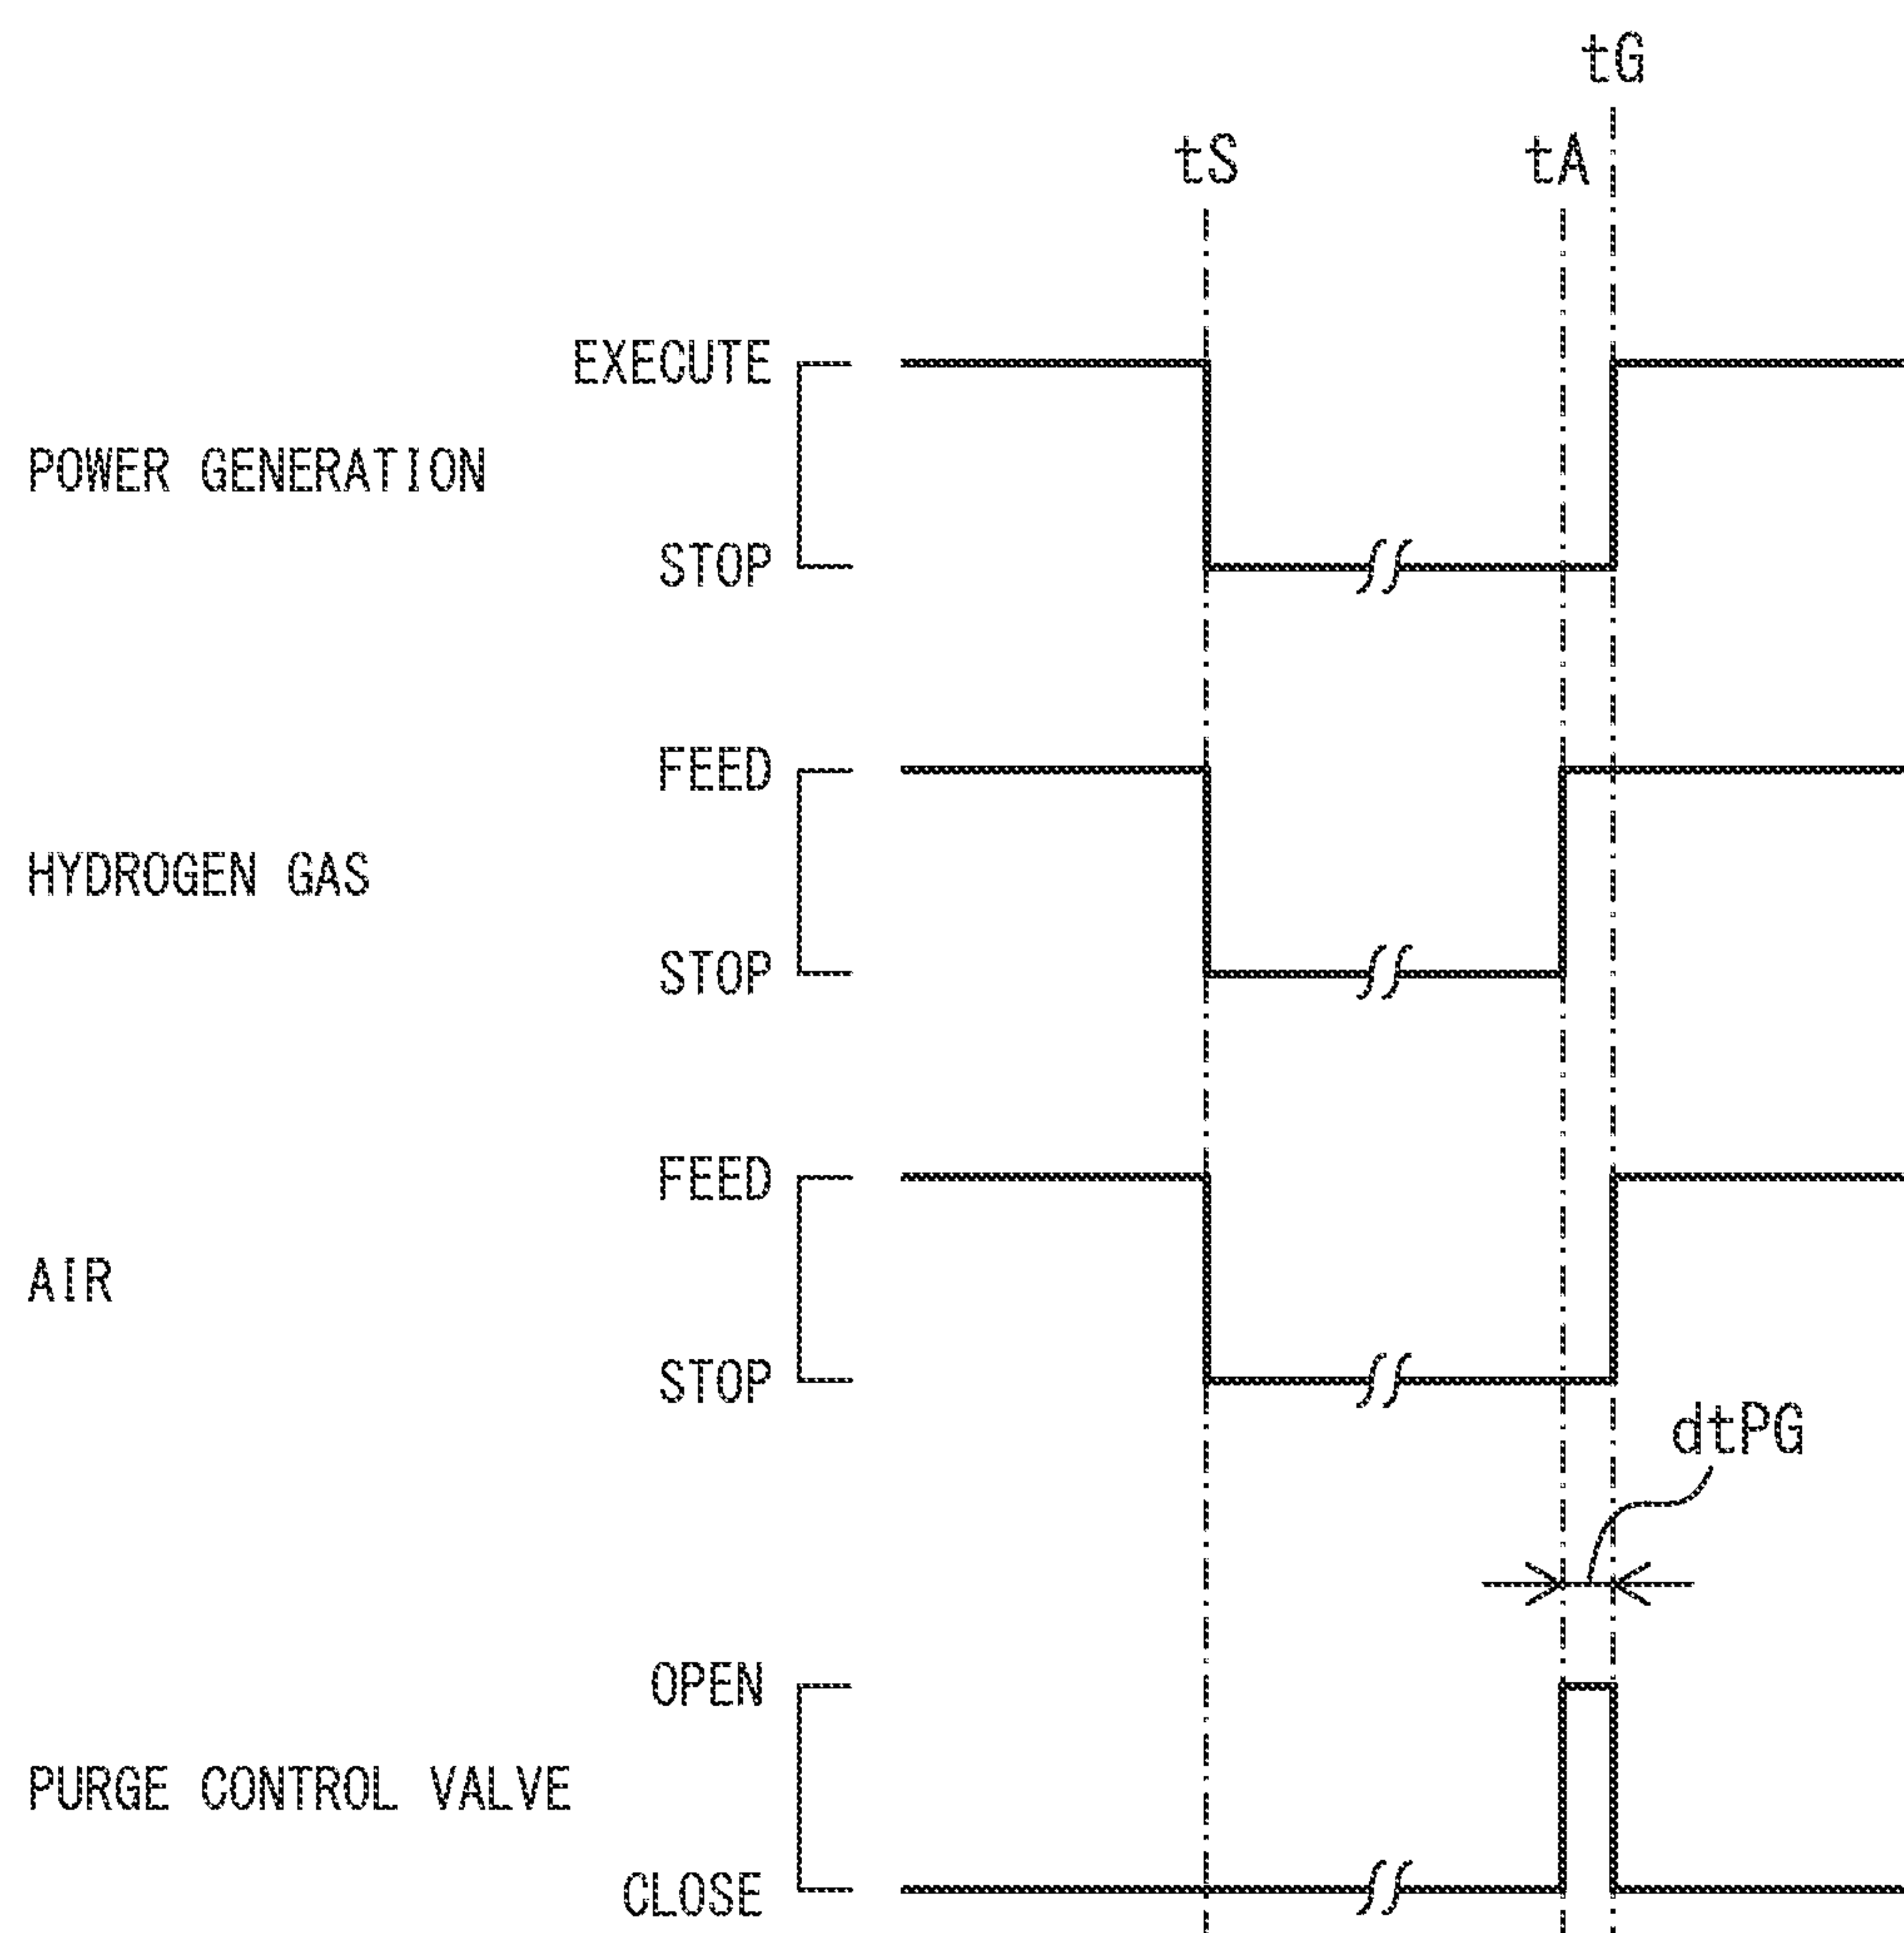 tG
tS
tA
EXECUTE
POWER GENERATION
STOP
FEED
HYDROGEN GAS
STOP
FEED
AIR
STOP
dtPG
OPEN
PURGE CONTROL VALVE
CLOSE